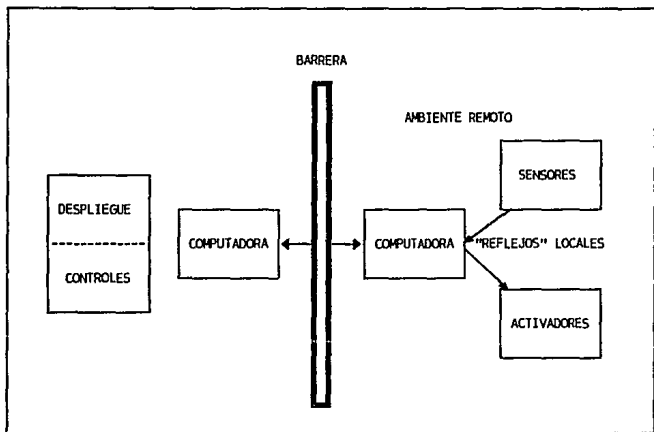 BARRERA
AMBIENTE REMOTO
SENSORES
DESPLIEGUE
COMPUTADORA
COMPUTADORA
"REFLEJOS" LOCALES
CONTROLES
ACTIVADORES